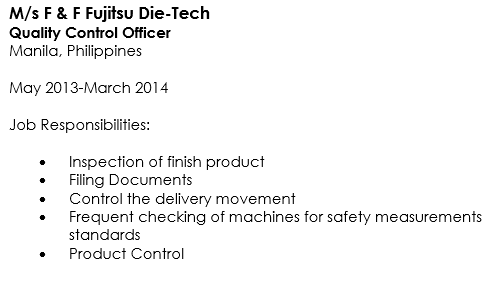 M/s F & F Fujitsu Die-Tech
Quality Control Officer
Manila, Philippines
May 2013-March 2014
Job Responsibilities:
• Inspection of finish product
• Filing Documents
• Control the delivery movement
• Frequent checking of machines for safety measurements
standards
• Product Control